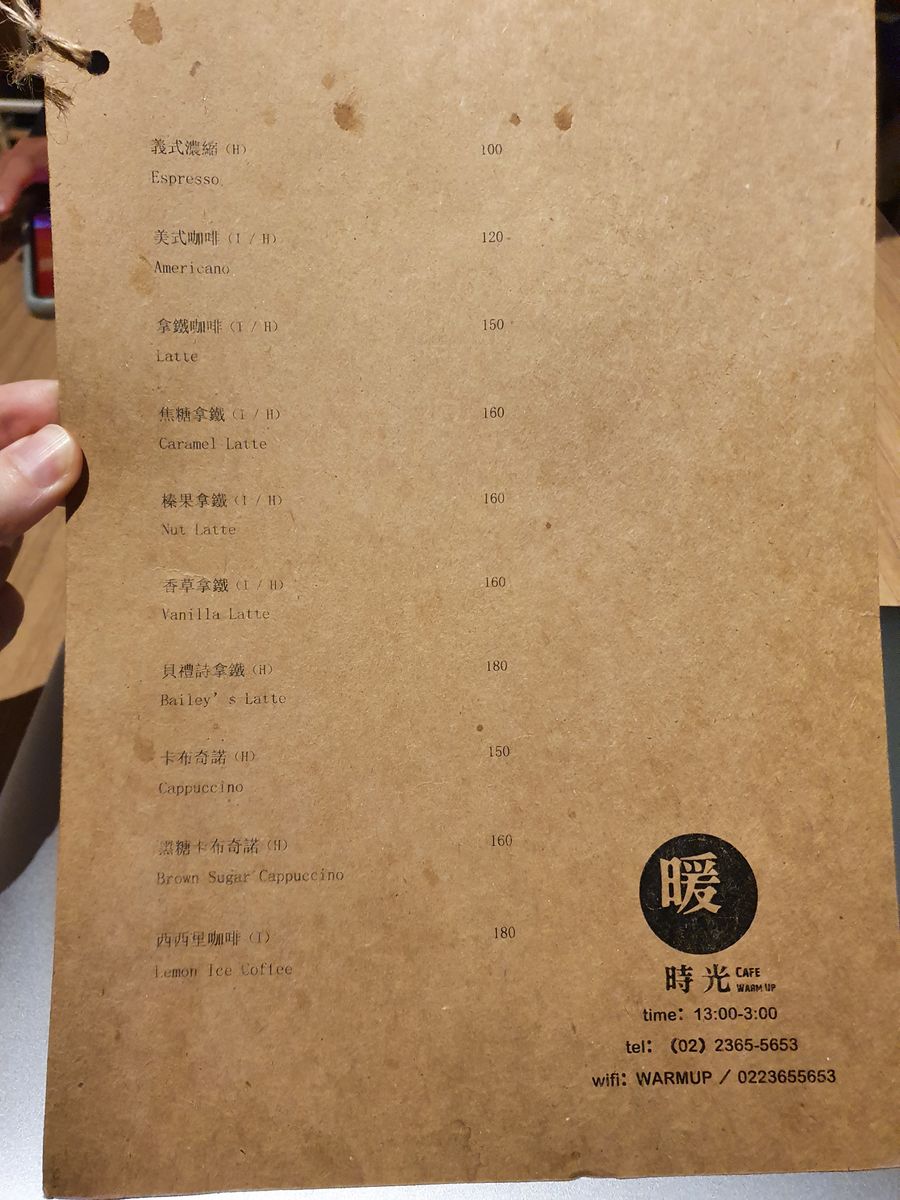 義式濃縮 (H) 100
Espresso
美式咖啡 (I / H) 120
Americano
拿鐵咖啡 (I / H) 150
Latte
焦糖拿鐵 (I / H) 160
Caramel Latte
榛果拿鐵 (I / H) 160
Nut Latte
香草拿鐵 (I / H) 160
Vanilla Latte
貝禮詩拿鐵 (H) 180
Bailey’s Latte
卡布奇諾 (H) 150
Cappuccino
黑糖卡布奇諾 (H) 160
Brown Sugar Cappuccino
西西里咖啡 (I) 180
Lemon Ice Coffee
暖
時光 CAFE WARM UP
time: 13:00-3:00
tel: (02) 2365-5653
wifi: WARMUP / 0223655653